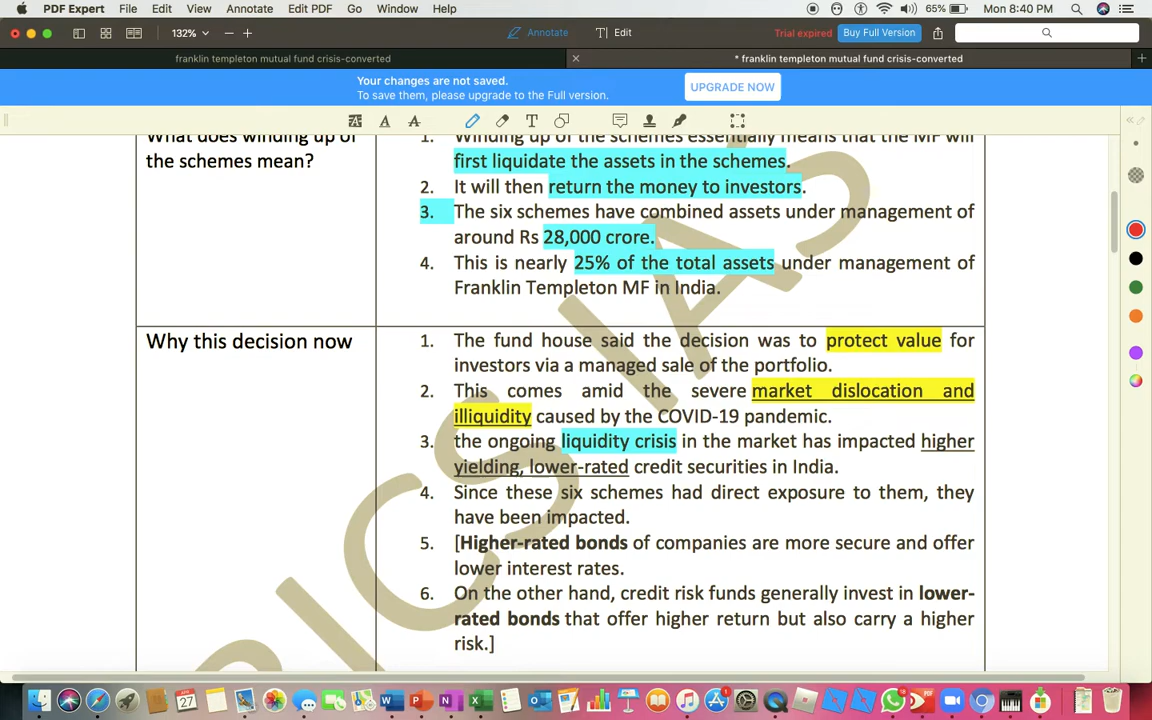 PDF Expert File Edit View Annotate Edit PDF Go Window Help 65% Mon 8:40 PM
132% Annotate T Edit Trial expired Buy Full Version
franklin templeton mutual fund crisis-converted * franklin templeton mutual fund crisis-converted
Your changes are not saved.
To save them, please upgrade to the Full version.
UPGRADE NOW
What does winding up of
the schemes mean?
1. Winding up of the schemes essentially means that the MF will
first liquidate the assets in the schemes.
2. It will then return the money to investors.
3. The six schemes have combined assets under management of
around Rs 28,000 crore.
4. This is nearly 25% of the total assets under management of
Franklin Templeton MF in India.
Why this decision now
1. The fund house said the decision was to protect value for
investors via a managed sale of the portfolio.
2. This comes amid the severe market dislocation and
illiquidity caused by the COVID-19 pandemic.
3. the ongoing liquidity crisis in the market has impacted higher
yielding, lower-rated credit securities in India.
4. Since these six schemes had direct exposure to them, they
have been impacted.
5. [Higher-rated bonds of companies are more secure and offer
lower interest rates.
6. On the other hand, credit risk funds generally invest in lower-
rated bonds that offer higher return but also carry a higher
risk.]
RICS IAS